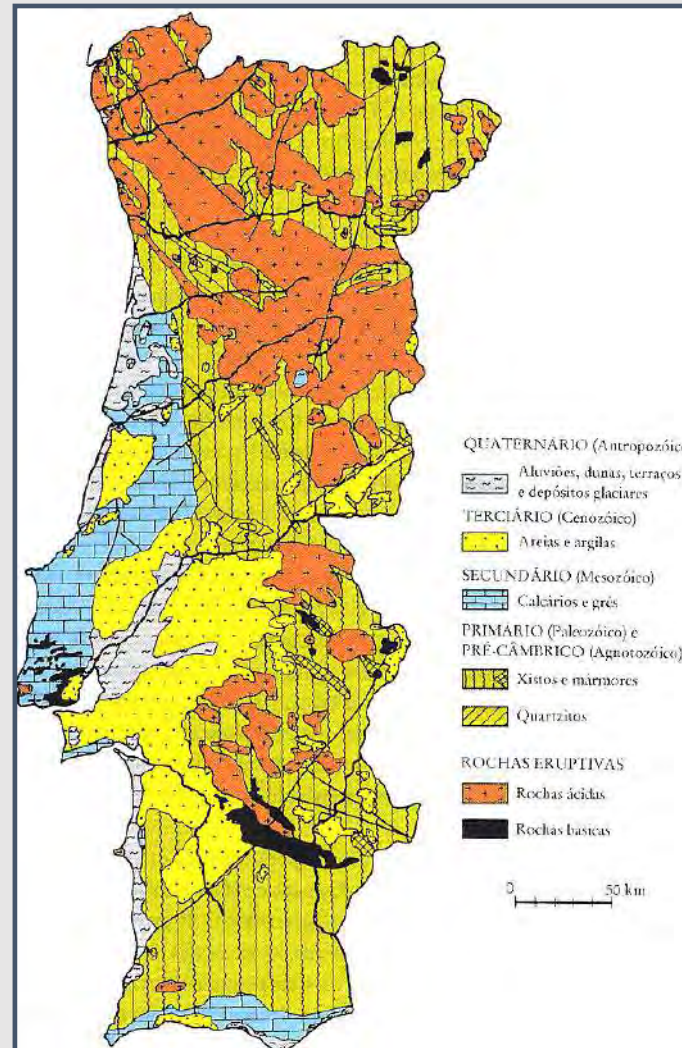 QUATERNÁRIO (Antropozóico
Aluviões, dunas, terraços
e depósitos glaciares
TERCIÁRIO (Cenozóico)
Areias e argilas
SECUNDÁRIO (Mesozóico)
Calcários e grés
PRIMÁRIO (Paleozóico) e
PRÉ-CÂMBRICO (Agnotozóico)
Xistos e mármores
Quartzitos
ROCHAS ERUPTIVAS
Rochas ácidas
Rochas basicas
0 50 km